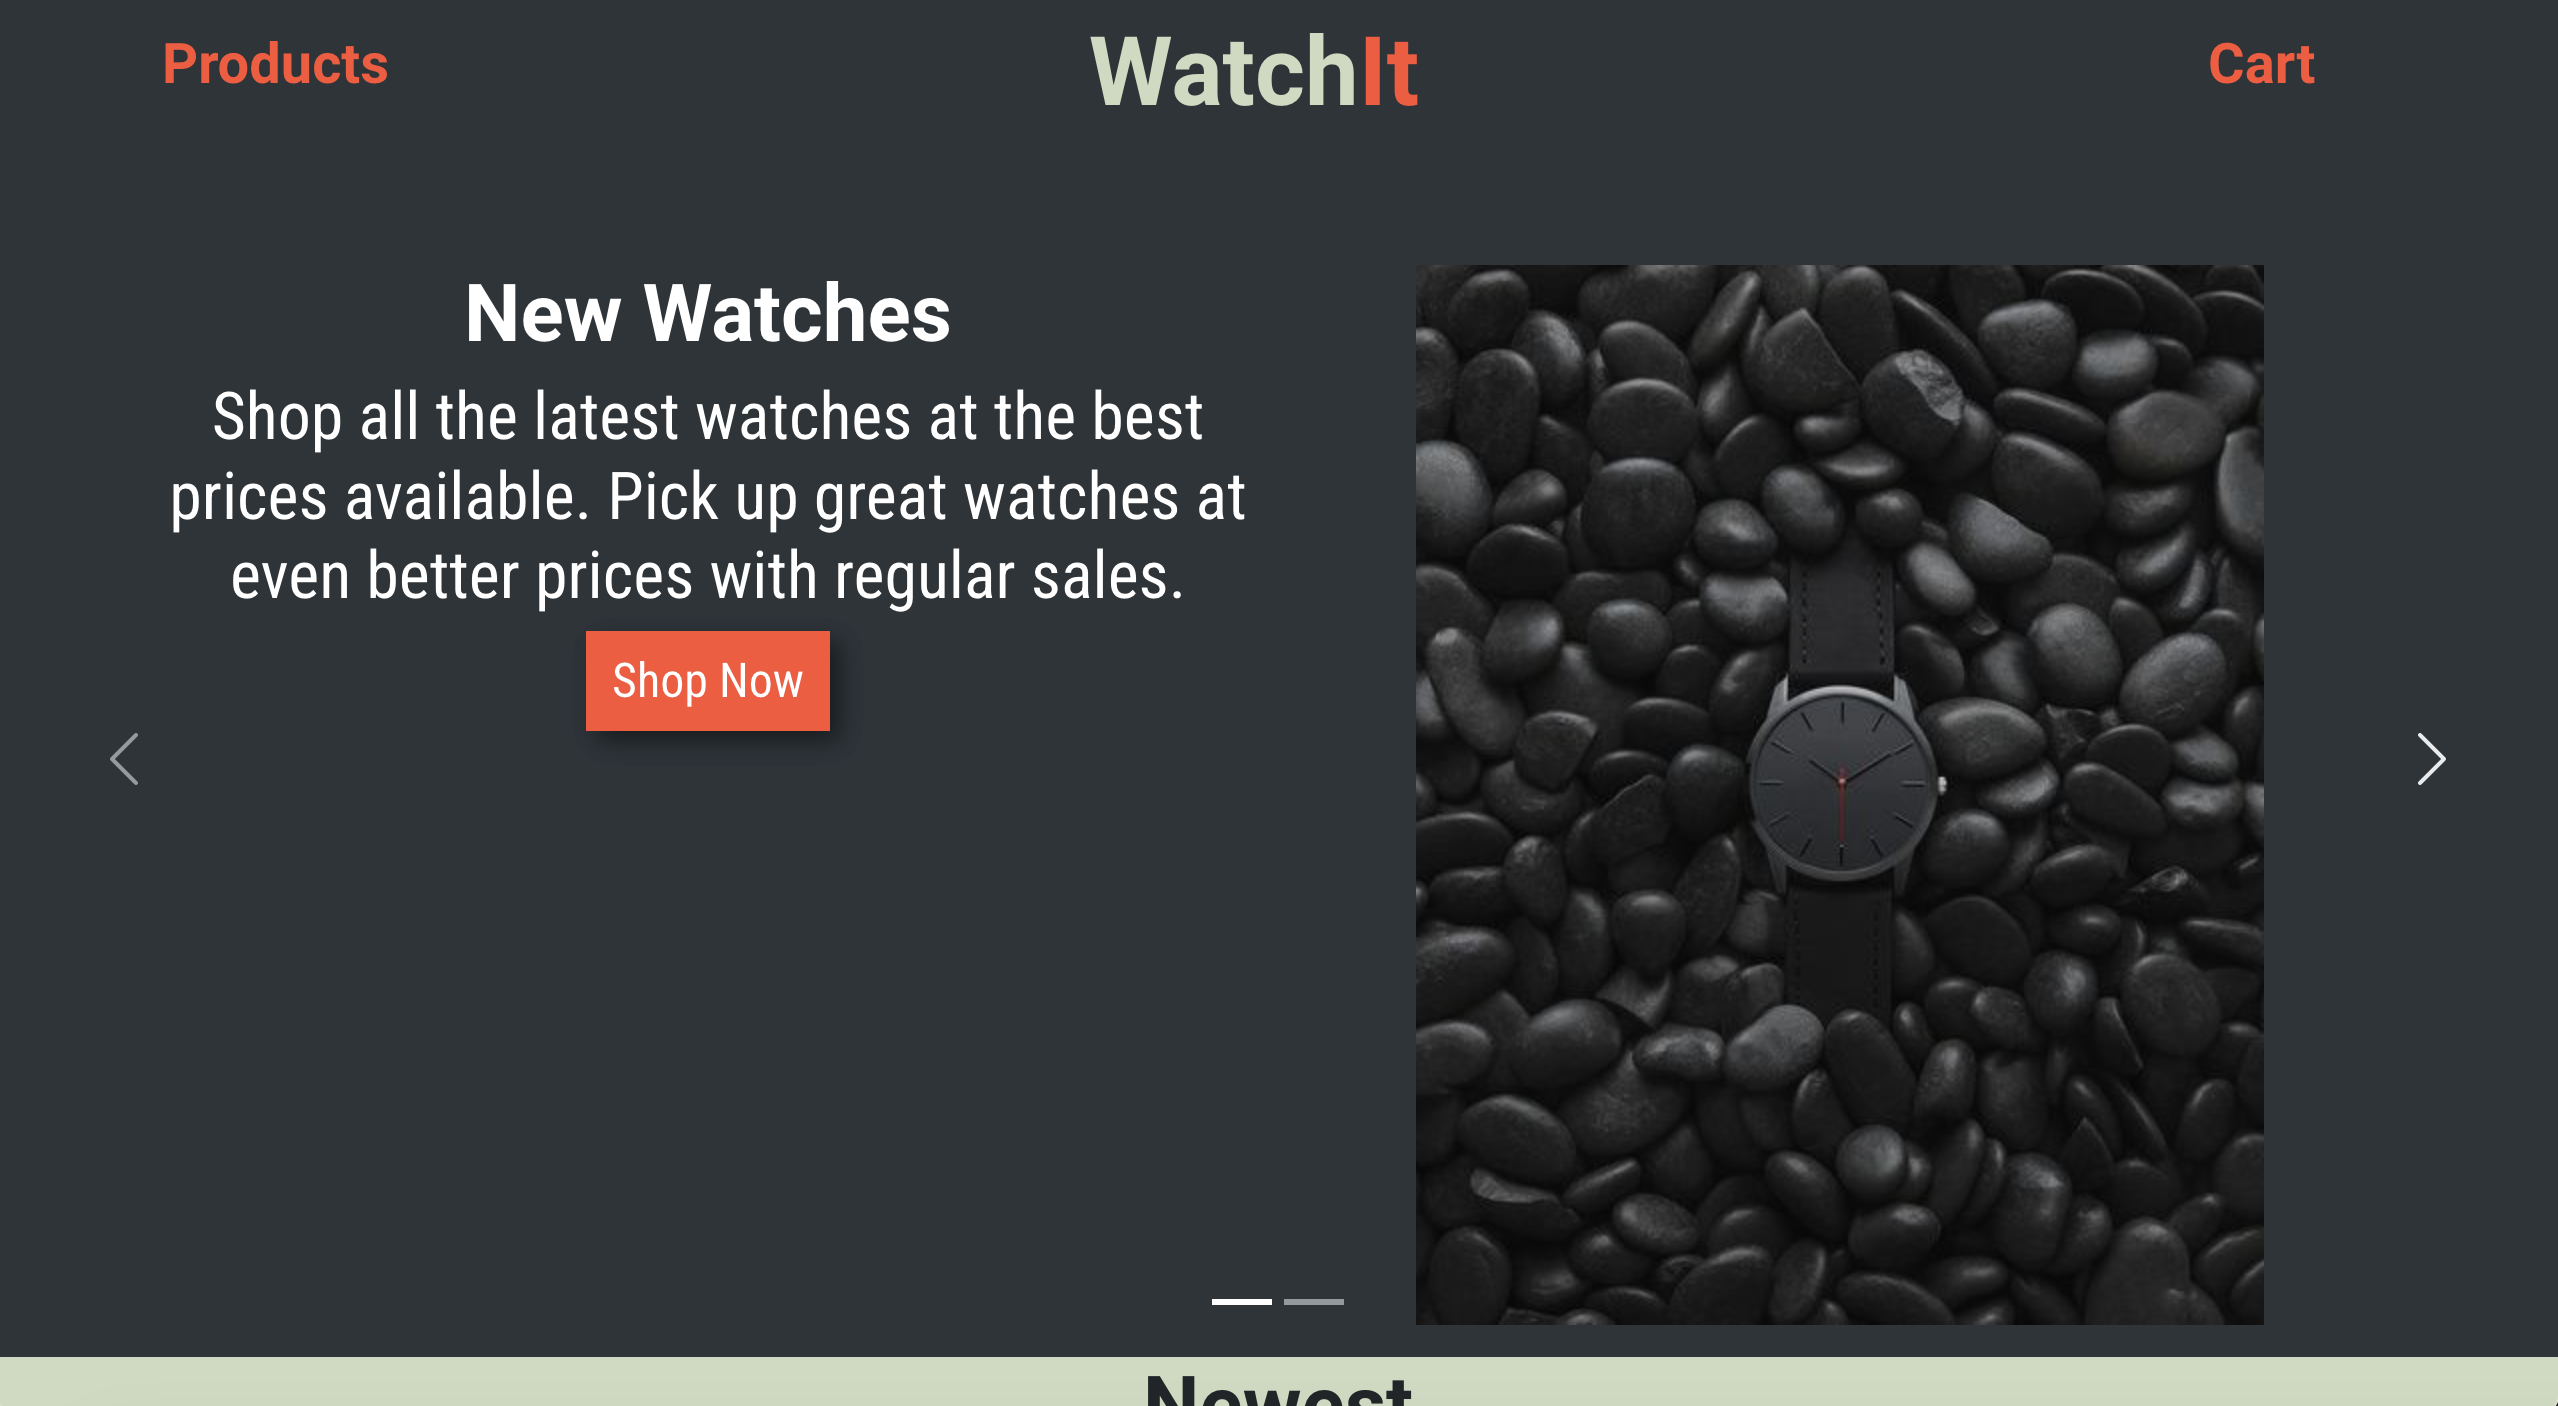 Products
WatchIt
Cart
New Watches
Shop all the latest watches at the best
prices available. Pick up great watches at
even better prices with regular sales.
Shop Now
Newest